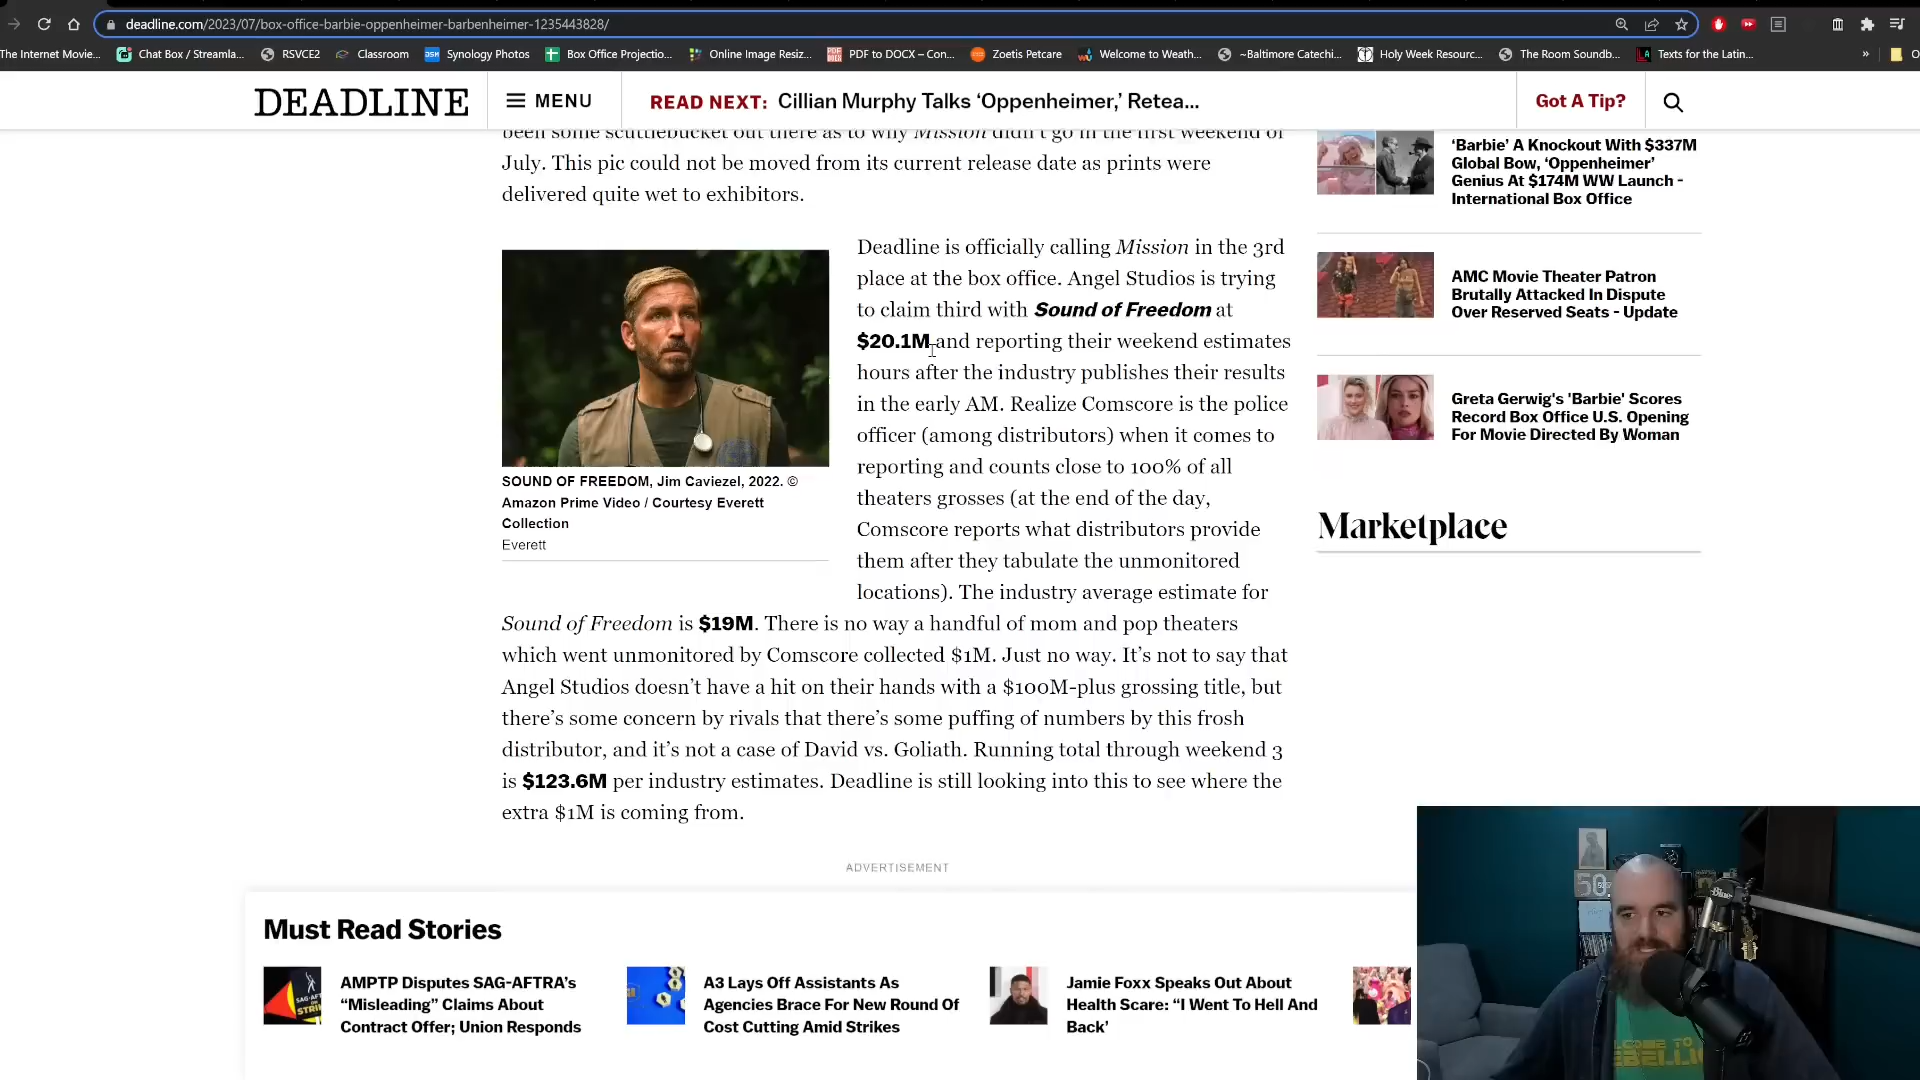 deadline.com/2023/07/box-office-barbie-oppenheimer-barbenheimer-1235443828/
The Internet Movie... Chat Box / Streamla... RSVCE2 Classroom Synology Photos Box Office Projectio... Online Image Resiz... PDF to DOCX – Con... Zoetis Petcare Welcome to Weath... ~Baltimore Catechi... Holy Week Resourc... The Room Soundb... Texts for the Latin... »
DEADLINE MENU READ NEXT: Cillian Murphy Talks ‘Oppenheimer,’ Retea... Got A Tip?
been some scuttlebucket out there as to why Mission didn’t go in the first weekend of
July. This pic could not be moved from its current release date as prints were
delivered quite wet to exhibitors.
Deadline is officially calling Mission in the 3rd
place at the box office. Angel Studios is trying
to claim third with Sound of Freedom at
$20.1M and reporting their weekend estimates
hours after the industry publishes their results
in the early AM. Realize Comscore is the police
officer (among distributors) when it comes to
reporting and counts close to 100% of all
theaters grosses (at the end of the day,
Comscore reports what distributors provide
them after they tabulate the unmonitored
locations). The industry average estimate for
Sound of Freedom is $19M. There is no way a handful of mom and pop theaters
which went unmonitored by Comscore collected $1M. Just no way. It’s not to say that
Angel Studios doesn’t have a hit on their hands with a $100M-plus grossing title, but
there’s some concern by rivals that there’s some puffing of numbers by this frosh
distributor, and it’s not a case of David vs. Goliath. Running total through weekend 3
is $123.6M per industry estimates. Deadline is still looking into this to see where the
extra $1M is coming from.
SOUND OF FREEDOM, Jim Caviezel, 2022. ©
Amazon Prime Video / Courtesy Everett
Collection
Everett
‘Barbie’ A Knockout With $337M
Global Bow, ‘Oppenheimer’
Genius At $174M WW Launch –
International Box Office
AMC Movie Theater Patron
Brutally Attacked In Dispute
Over Reserved Seats - Update
Greta Gerwig's 'Barbie' Scores
Record Box Office U.S. Opening
For Movie Directed By Woman
Marketplace
ADVERTISEMENT
Must Read Stories
AMPTP Disputes SAG-AFTRA’s
“Misleading” Claims About
Contract Offer; Union Responds
A3 Lays Off Assistants As
Agencies Brace For New Round Of
Cost Cutting Amid Strikes
Jamie Foxx Speaks Out About
Health Scare: “I Went To Hell And
Back’
50